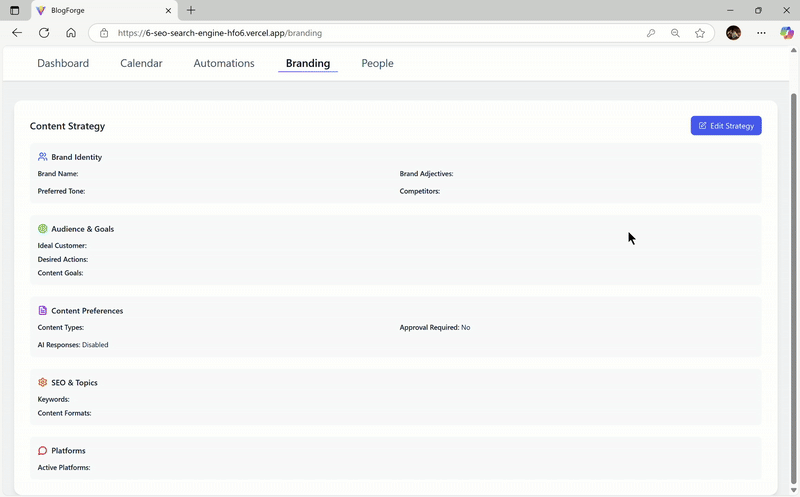 BlogForge
https://6-seo-search-engine-hfo6.vercel.app/branding
Dashboard Calendar Automations Branding People
Content Strategy
Edit Strategy
Brand Identity
Brand Name: Brand Adjectives:
Preferred Tone: Competitors:
Audience & Goals
Ideal Customer:
Desired Actions:
Content Goals:
Content Preferences
Content Types: Approval Required: No
AI Responses: Disabled
SEO & Topics
Keywords:
Content Formats:
Platforms
Active Platforms: